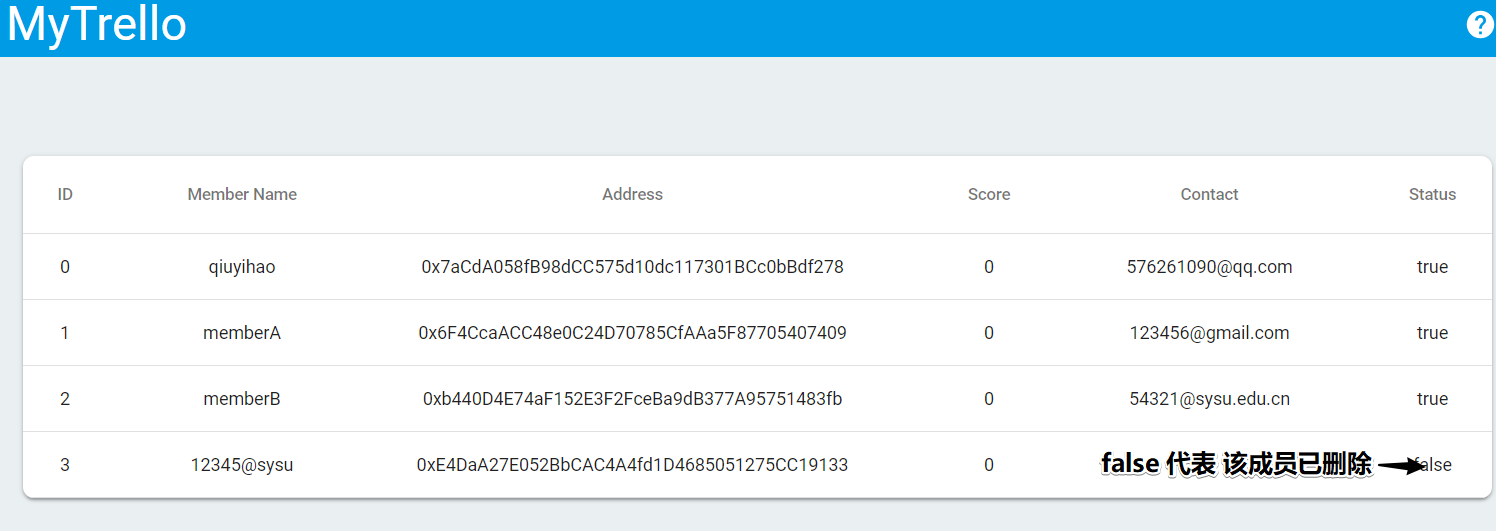 MyTrello
ID Member Name Address Score Contact Status
0 qiuyihao 0x7aCdA058fB98dCC575d10dc117301BCc0bBdf278 0 576261090@qq.com true
1 memberA 0x6F4CcaACC48e0C24D70785CfAAa5F87705407409 0 123456@gmail.com true
2 memberB 0xb440D4E74aF152E3F2FceBa9dB377A95751483fb 0 54321@sysu.edu.cn true
3 12345@sysu 0xE4DaA27E052BbCAC4A4fd1D4685051275CC19133 0 false 代表 该成员已删除 false